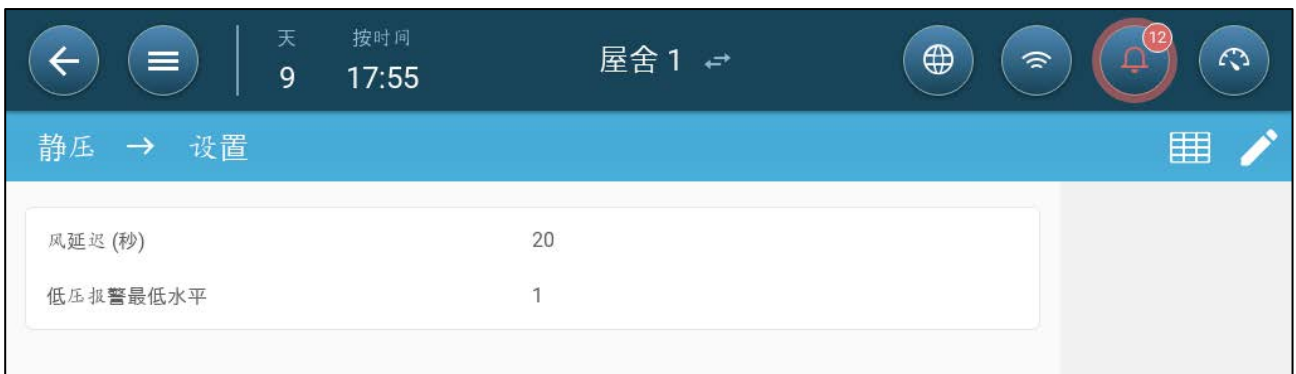 天 按时间 12
9 17:55 屋舍 1
静压 → 设置
风延迟 (秒) 20
低压报警最低水平 1